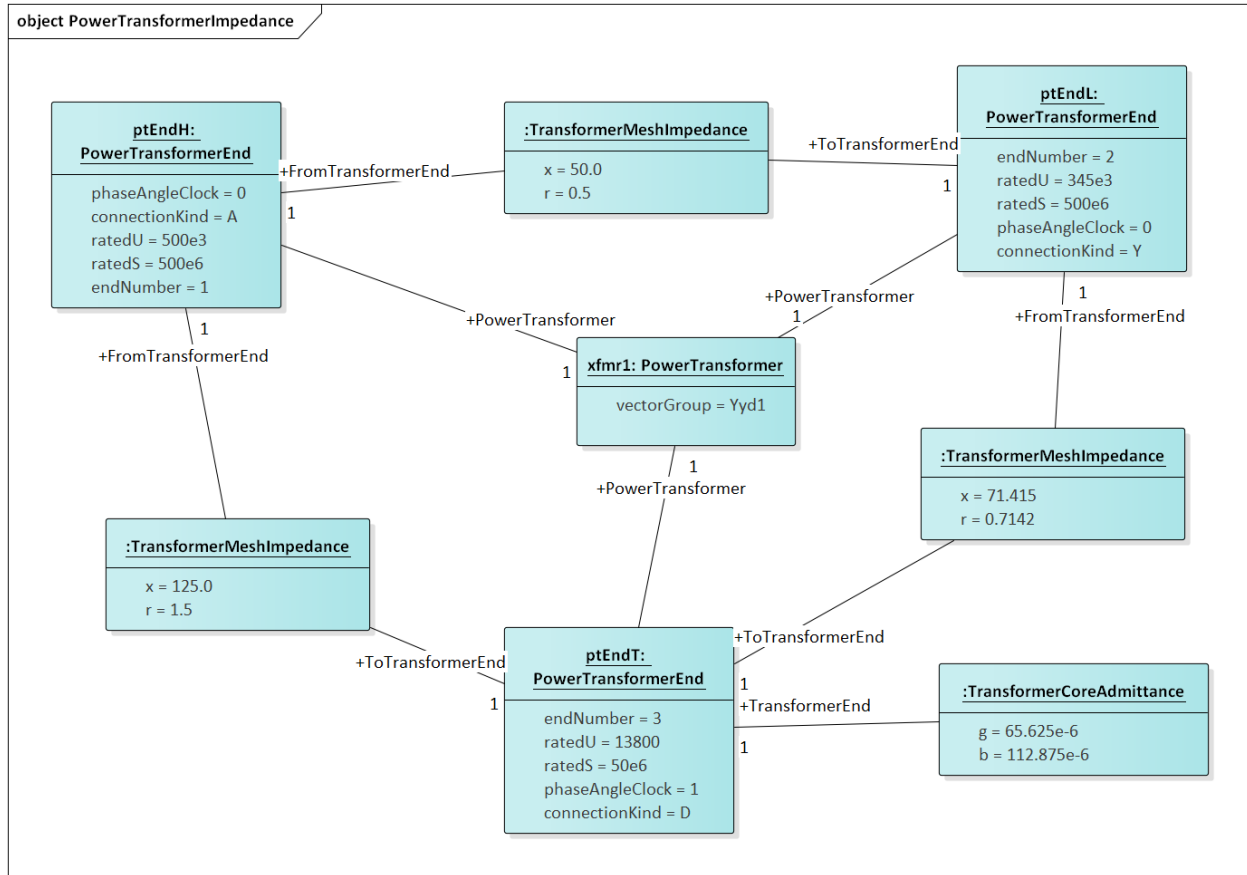 object PowerTransformerImpedance
ptEndH:
PowerTransformerEnd
phaseAngleClock = 0
connectionKind = A
ratedU = 500e3
ratedS = 500e6
endNumber = 1
:TransformerMeshImpedance
x = 50.0
r = 0.5
ptEndL:
PowerTransformerEnd
endNumber = 2
ratedU = 345e3
ratedS = 500e6
phaseAngleClock = 0
connectionKind = Y
+FromTransformerEnd
1
+ToTransformerEnd
1
+PowerTransformer
1
+PowerTransformer
1
1
+FromTransformerEnd
1
+FromTransformerEnd
xfmr1: PowerTransformer
vectorGroup = Yyd1
1
+PowerTransformer
:TransformerMeshImpedance
x = 71.415
r = 0.7142
:TransformerMeshImpedance
x = 125.0
r = 1.5
+ToTransformerEnd
1
+ToTransformerEnd
1
+TransformerEnd
1
ptEndT:
PowerTransformerEnd
endNumber = 3
ratedU = 13800
ratedS = 50e6
phaseAngleClock = 1
connectionKind = D
:TransformerCoreAdmittance
g = 65.625e-6
b = 112.875e-6